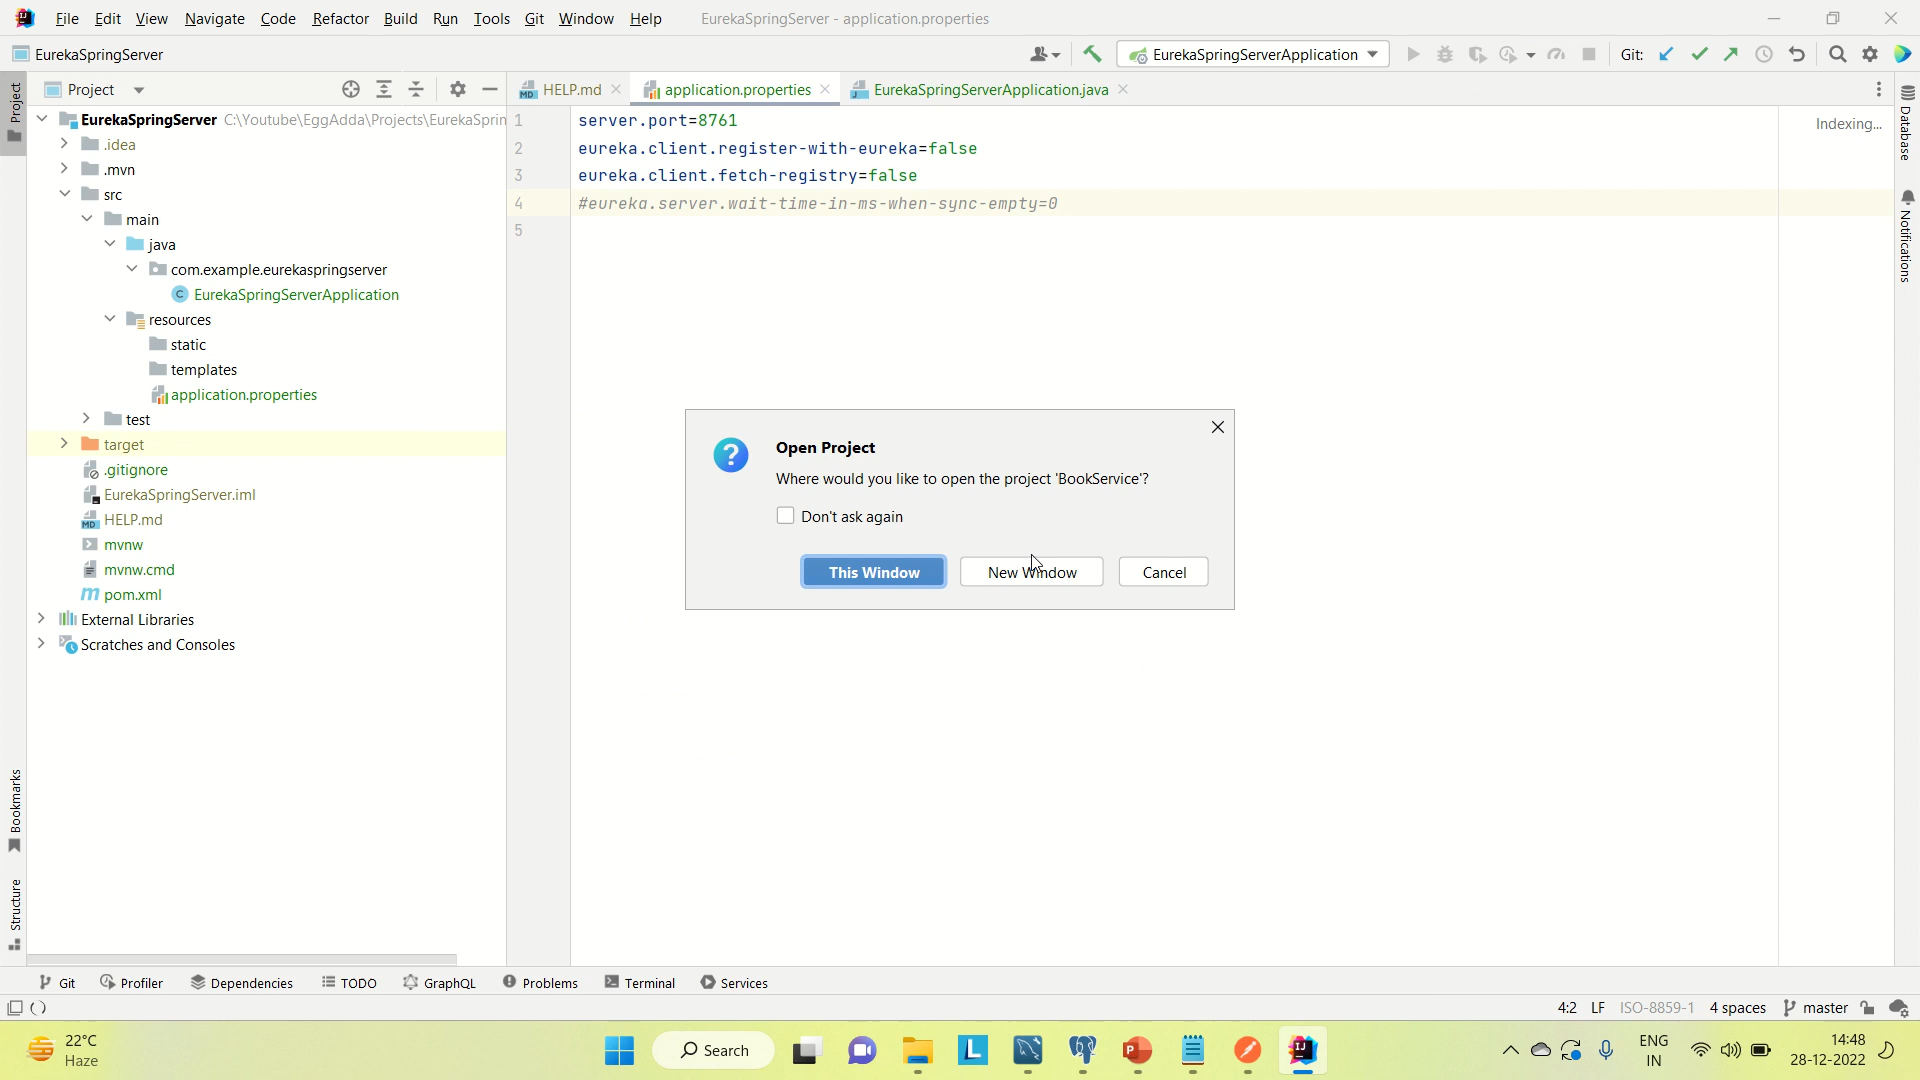 File Edit View Navigate Code Refactor Build Run Tools Git Window Help EurekaSpringServer - application.properties
EurekaSpringServer
EurekaSpringServerApplication
Git:
Project
HELP.md
application.properties
EurekaSpringServerApplication.java
Project
EurekaSpringServer C:\Youtube\EggAdda\Projects\EurekaSprin
.idea
.mvn
src
main
java
com.example.eurekaspringserver
EurekaSpringServerApplication
resources
static
templates
application.properties
test
target
.gitignore
EurekaSpringServer.iml
HELP.md
mvnw
mvnw.cmd
pom.xml
External Libraries
Scratches and Consoles
1 server.port=8761
2 eureka.client.register-with-eureka=false
3 eureka.client.fetch-registry=false
4 #eureka.server.wait-time-in-ms-when-sync-empty=0
5
Indexing...
Database
Notifications
Open Project
Where would you like to open the project 'BookService'?
Don't ask again
This Window New Window Cancel
Bookmarks
Structure
Git Profiler Dependencies TODO GraphQL Problems Terminal Services
4:2 LF ISO-8859-1 4 spaces master
22°C
Haze
Search
ENG
IN
14:48
28-12-2022